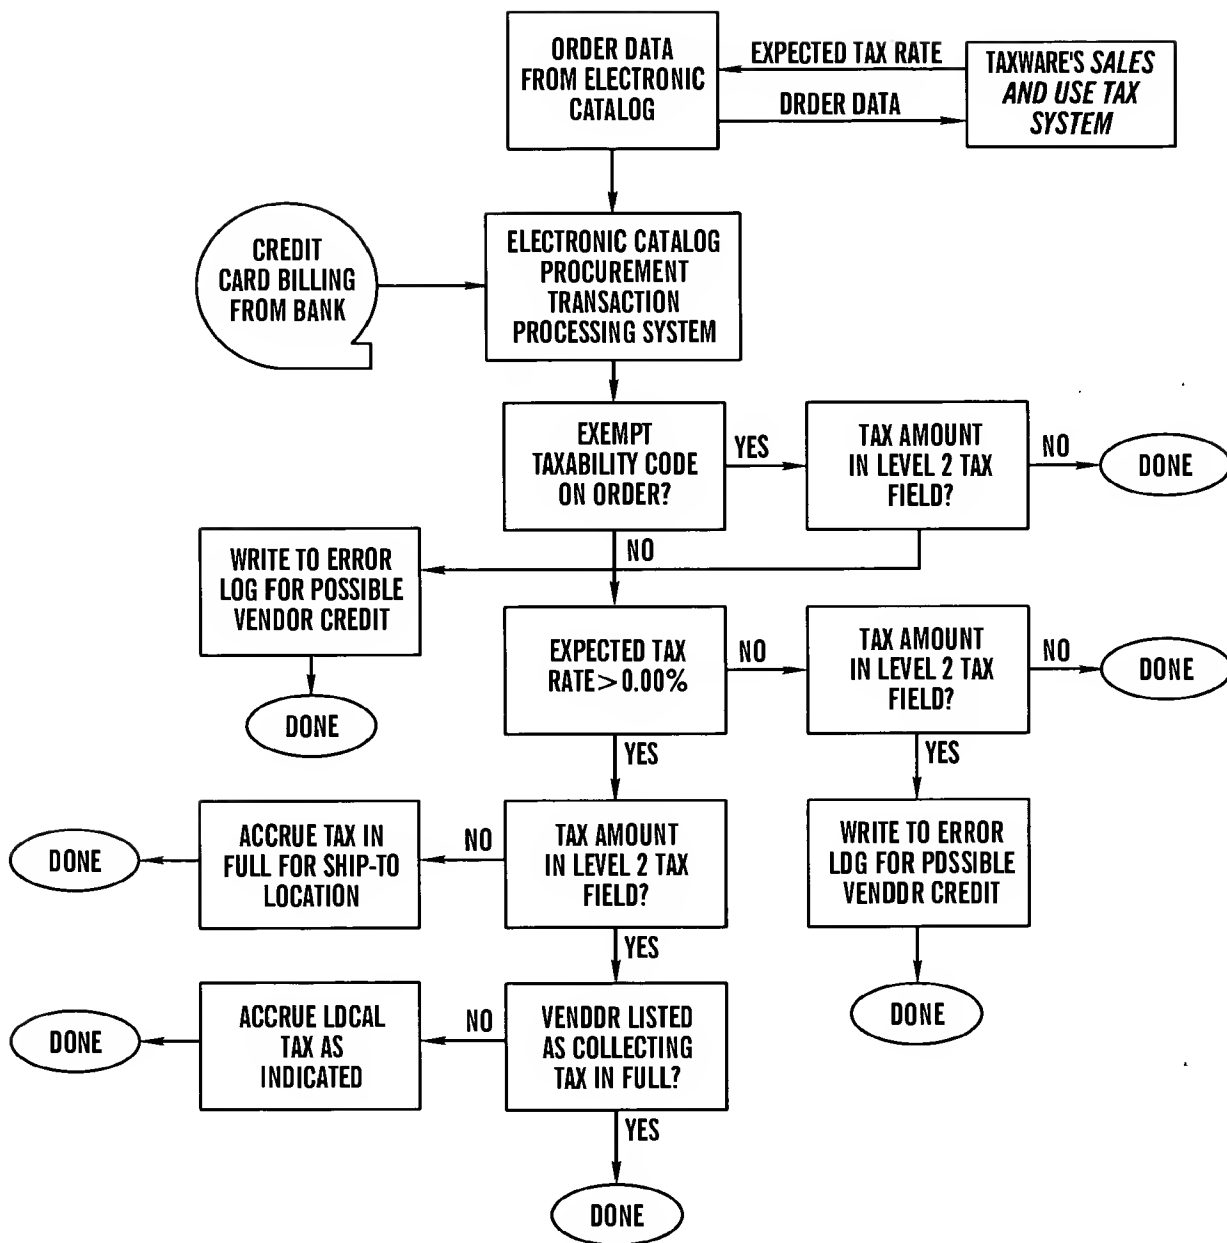 ORDER DATA
FROM ELECTRONIC
CATALOG
EXPECTED TAX RATE
DRDER DATA
TAXWARE'S SALES
AND USE TAX
SYSTEM
CREDIT
CARD BILLING
FROM BANK
ELECTRONIC CATALOG
PROCUREMENT
TRANSACTION
PROCESSING SYSTEM
EXEMPT
TAXABILITY CODE
ON ORDER?
YES
TAX AMOUNT
IN LEVEL 2 TAX
FIELD?
NO
DONE
NO
WRITE TO ERROR
LOG FOR POSSIBLE
VENDOR CREDIT
DONE
EXPECTED TAX
RATE>0.00%
NO
TAX AMOUNT
IN LEVEL 2 TAX
FIELD?
NO
DONE
YES
YES
WRITE TO ERROR
LDG FOR PDSSIBLE
VENDDR CREDIT
DONE
TAX AMOUNT
IN LEVEL 2 TAX
FIELD?
NO
ACCRUE TAX IN
FULL FOR SHIP-TO
LOCATION
DONE
YES
VENDDR LISTED
AS COLLECTING
TAX IN FULL?
NO
ACCRUE LDCAL
TAX AS
INDICATED
DONE
YES
DONE